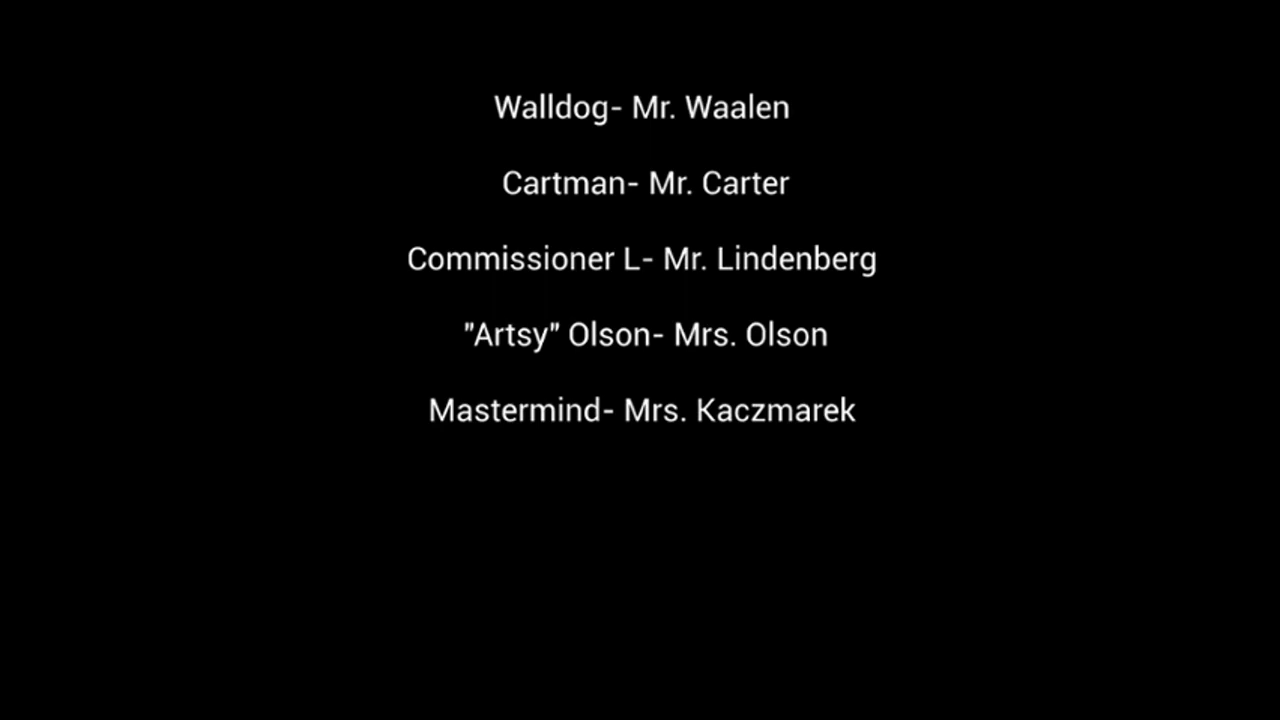 Walldog- Mr. Waalen
Cartman- Mr. Carter
Commissioner L- Mr. Lindenberg
"Artsy" Olson- Mrs. Olson
Mastermind- Mrs. Kaczmarek